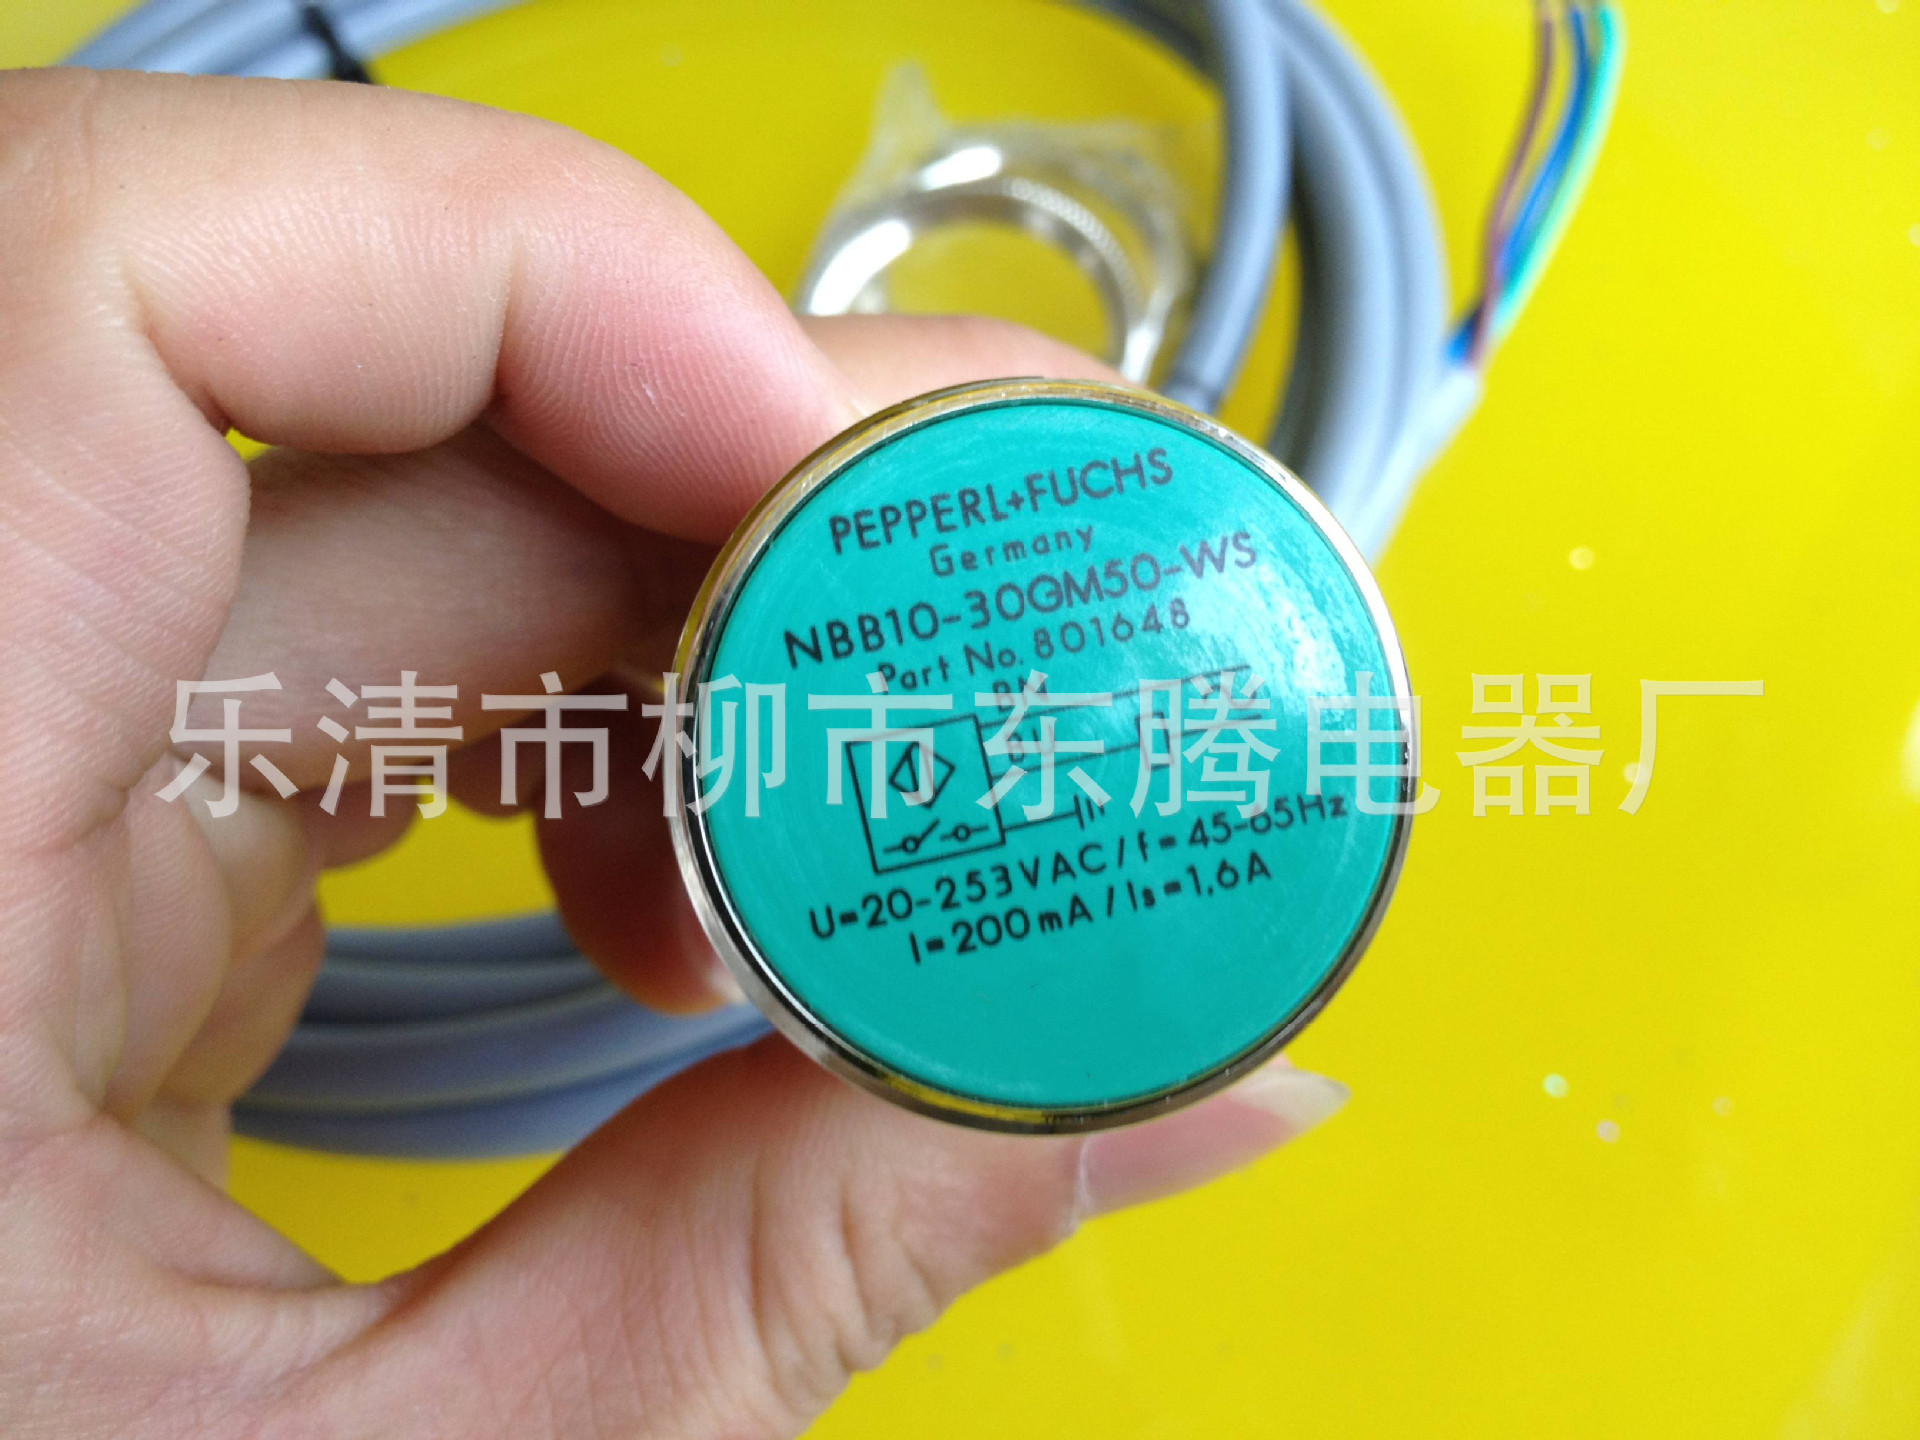 PEPPERL+FUCHS
Germany
NBB10-30GM50-WS
Part No. 801648
乐清市柳市东腾电器厂
BU
U=20-253VAC/f=45-65Hz
I=200mA/Is=1.6A